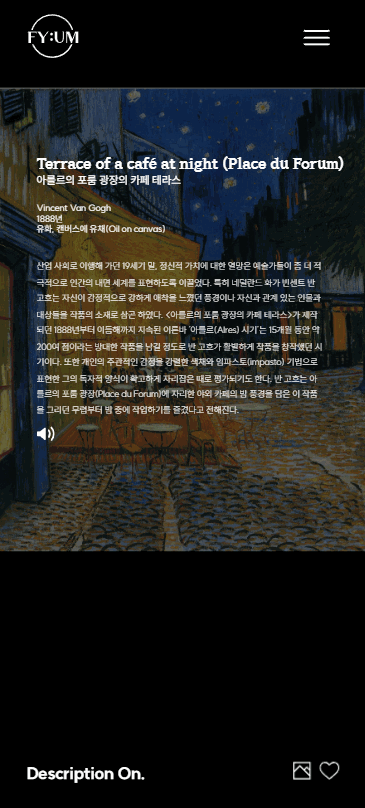 FY:UM
Terrace of a café at night (Place du Forum)
아를르의 포룸 광장의 카페 테라스
Vincent Van Gogh
1888년
유화, 캔버스에 유채(Oil on canvas)
산업 사회로 이행해 가던 19세기 말, 정신적 가치에 대한 열망은 예술가들이 좀 더 적
극적으로 인간의 내면 세계를 표현하도록 이끌었다. 특히 네덜란드 화가 빈센트 반
고흐는 자신이 감정적으로 강하게 애착을 느꼈던 풍경이나 자신과 관계 있는 인물과
대상들을 작품의 소재로 삼곤 하였다. <아를르의 포룸 광장의 카페 테라스>가 제작
되던 1888년부터 이듬해까지 지속된 이른바 '아를르(Alres) 시기'는 15개월 동안 약
200여 점이라는 방대한 작품을 남길 정도로 반 고흐가 활발하게 작품을 창작했던 시
기이다. 또한 개인의 주관적인 감정을 강렬한 색채와 임파스토(impasto) 기법으로
표현한 그의 독자적 양식이 확고하게 자리잡은 때로 평가되기도 한다. 반 고흐는 아
를르의 포룸 광장(Place du Forum)에 자리한 야외 카페의 밤 풍경을 담은 이 작품
을 그리던 무렵부터 밤 중에 작업하기를 즐겼다고 전해진다.
Description On.